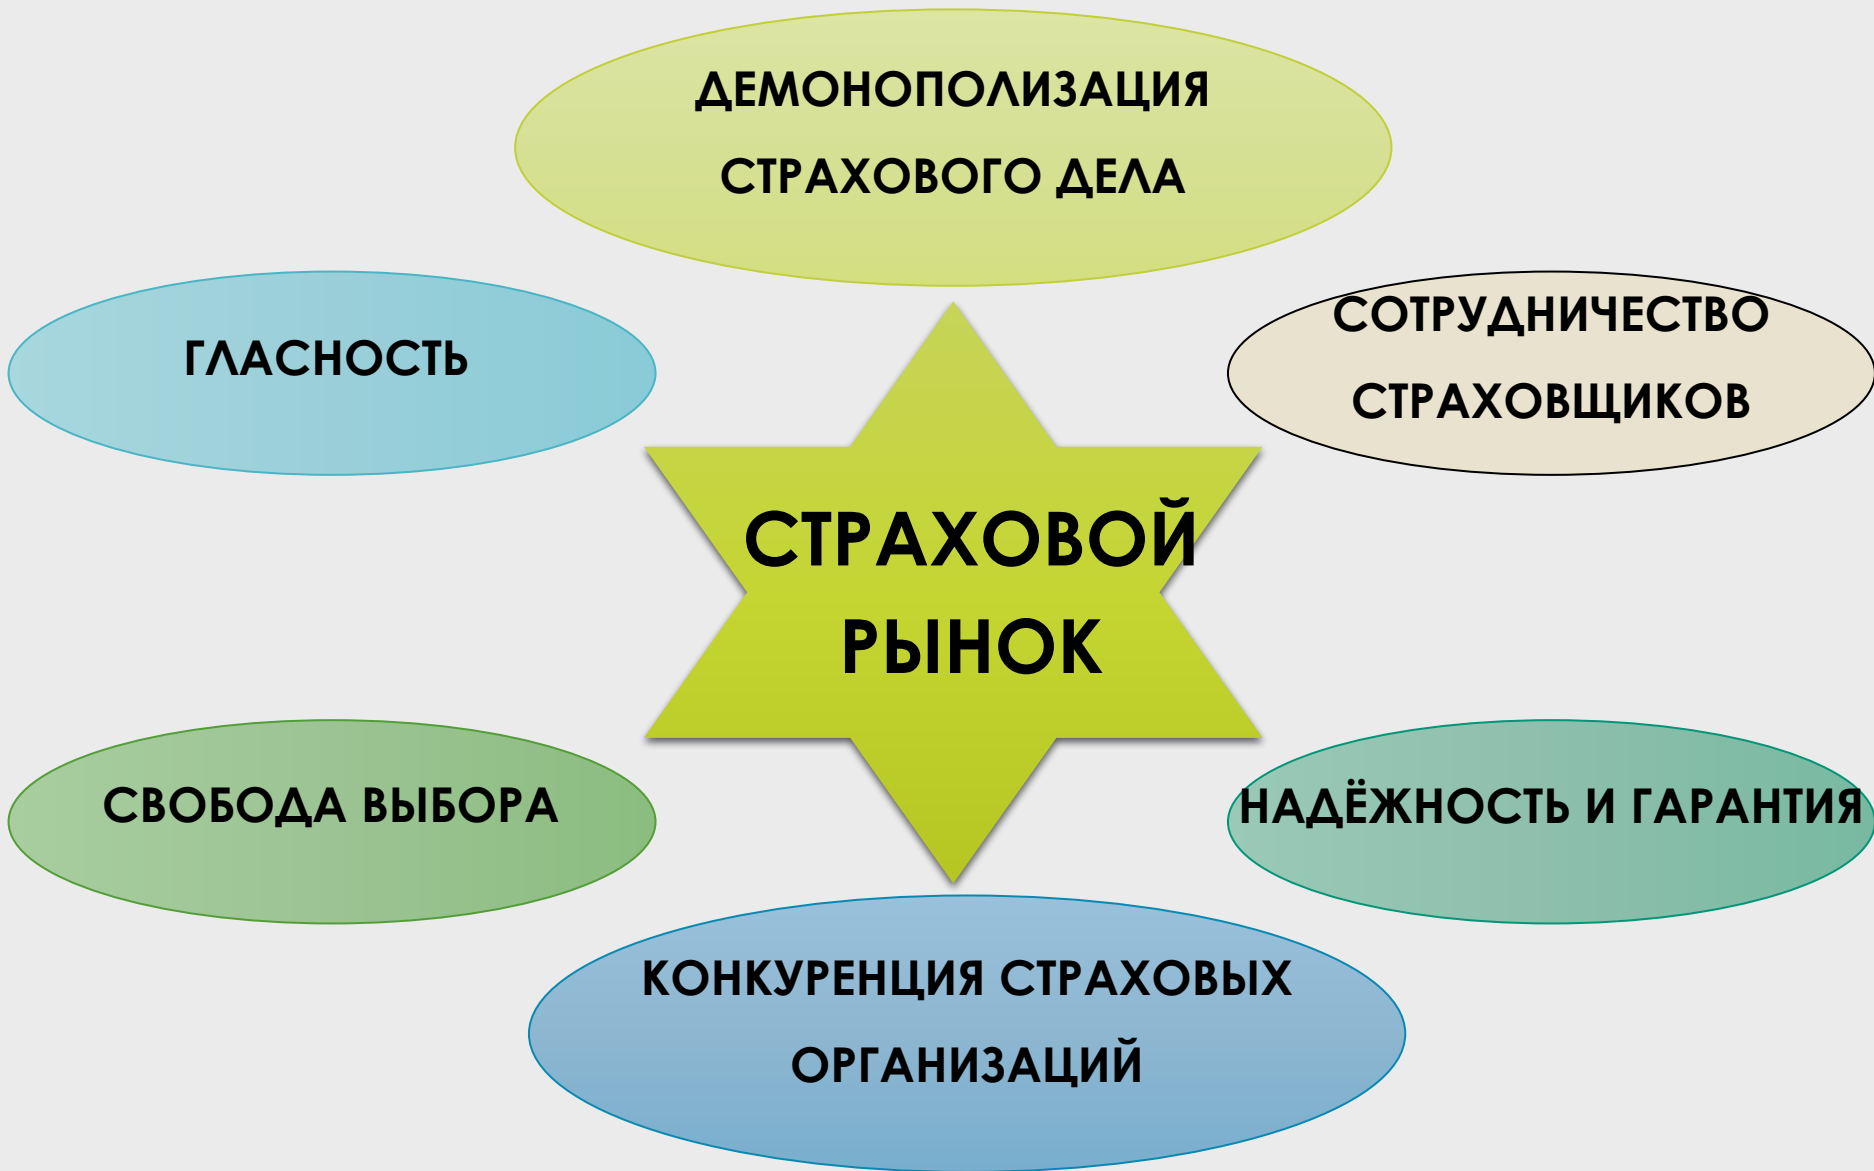 ДЕМОНОПОЛИЗАЦИЯ
СТРАХОВОГО ДЕЛА
ГЛАСНОСТЬ
СОТРУДНИЧЕСТВО
СТРАХОВЩИКОВ
СТРАХОВОЙ
РЫНОК
СВОБОДА ВЫБОРА
НАДЁЖНОСТЬ И ГАРАНТИЯ
КОНКУРЕНЦИЯ СТРАХОВЫХ
ОРГАНИЗАЦИЙ